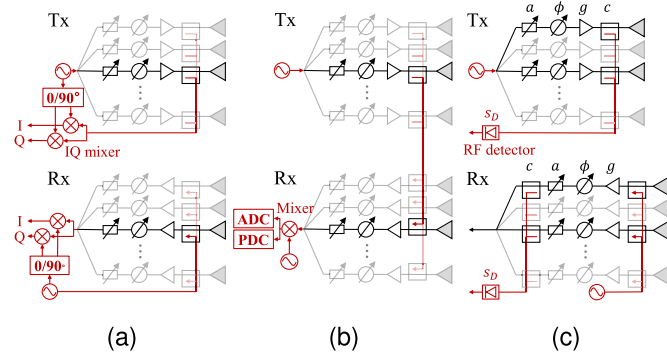 Tx
0/90°
I
Q
IQ mixer
Rx
I
Q
0/90°
(a)
Tx
Rx
ADC
PDC
Mixer
(b)
Tx
a ϕ g c
s_D
RF detector
Rx
c a ϕ g
s_D
(c)